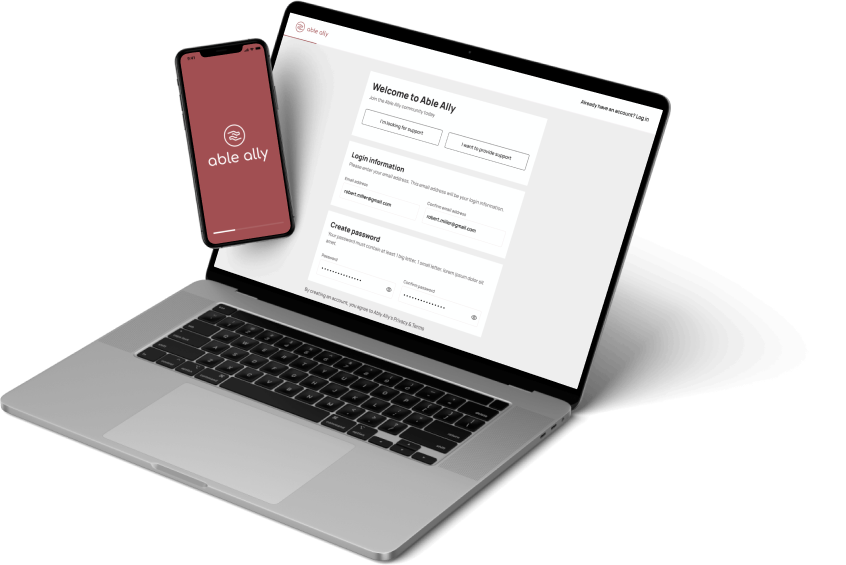 9:41
able ally
able ally
Already have an account? Log in
Welcome to Able Ally
Join the Able Ally community today
I'm looking for support
I want to provide support
Login information
Please enter your email address. This email address will be your login information.
Email address
robert.miller@gmail.com
Confirm email address
robert.miller@gmail.com
Create password
Your password must contain at least 1 big letter, 1 small letter, lorem ipsum dolor sit
amet.
Password
Confirm password
By creating an account, you agree to Ably Ally's Privacy & Terms